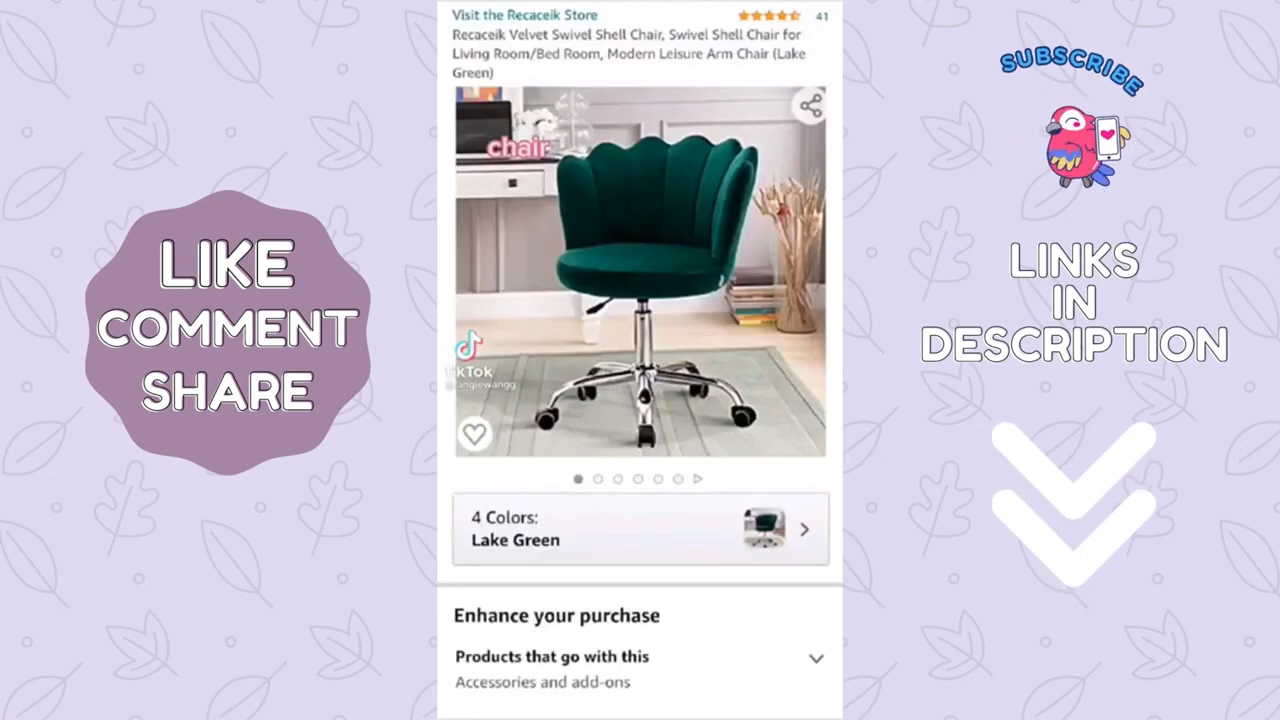 LIKE
COMMENT
SHARE
Visit the Recaceik Store
41
Recaceik Velvet Swivel Shell Chair, Swivel Shell Chair for
Living Room/Bed Room, Modern Leisure Arm Chair (Lake
Green)
chair
TikTok
4 Colors:
Lake Green
Enhance your purchase
Products that go with this
Accessories and add-ons
SUBSCRIBE
LINKS
IN
DESCRIPTION